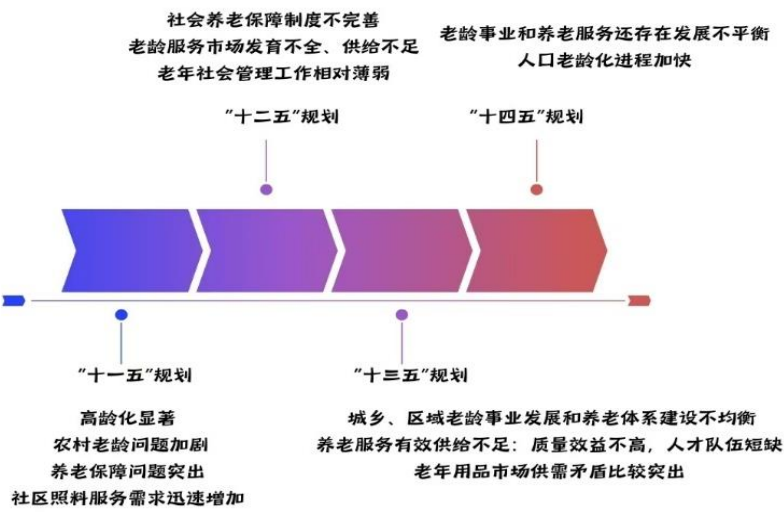 社会养老保障制度不完善
老龄服务市场发育不全、供给不足
老年社会管理工作相对薄弱
"十二五"规划
老龄事业和养老服务还存在发展不平衡
人口老龄化进程加快
"十四五"规划
"十一五"规划
高龄化显著
农村老龄问题加剧
养老保障问题突出
社区照料服务需求迅速增加
"十三五"规划
城乡、区域老龄事业发展和养老体系建设不均衡
养老服务有效供给不足：质量效益不高，人才队伍短缺
老年用品市场供需矛盾比较突出